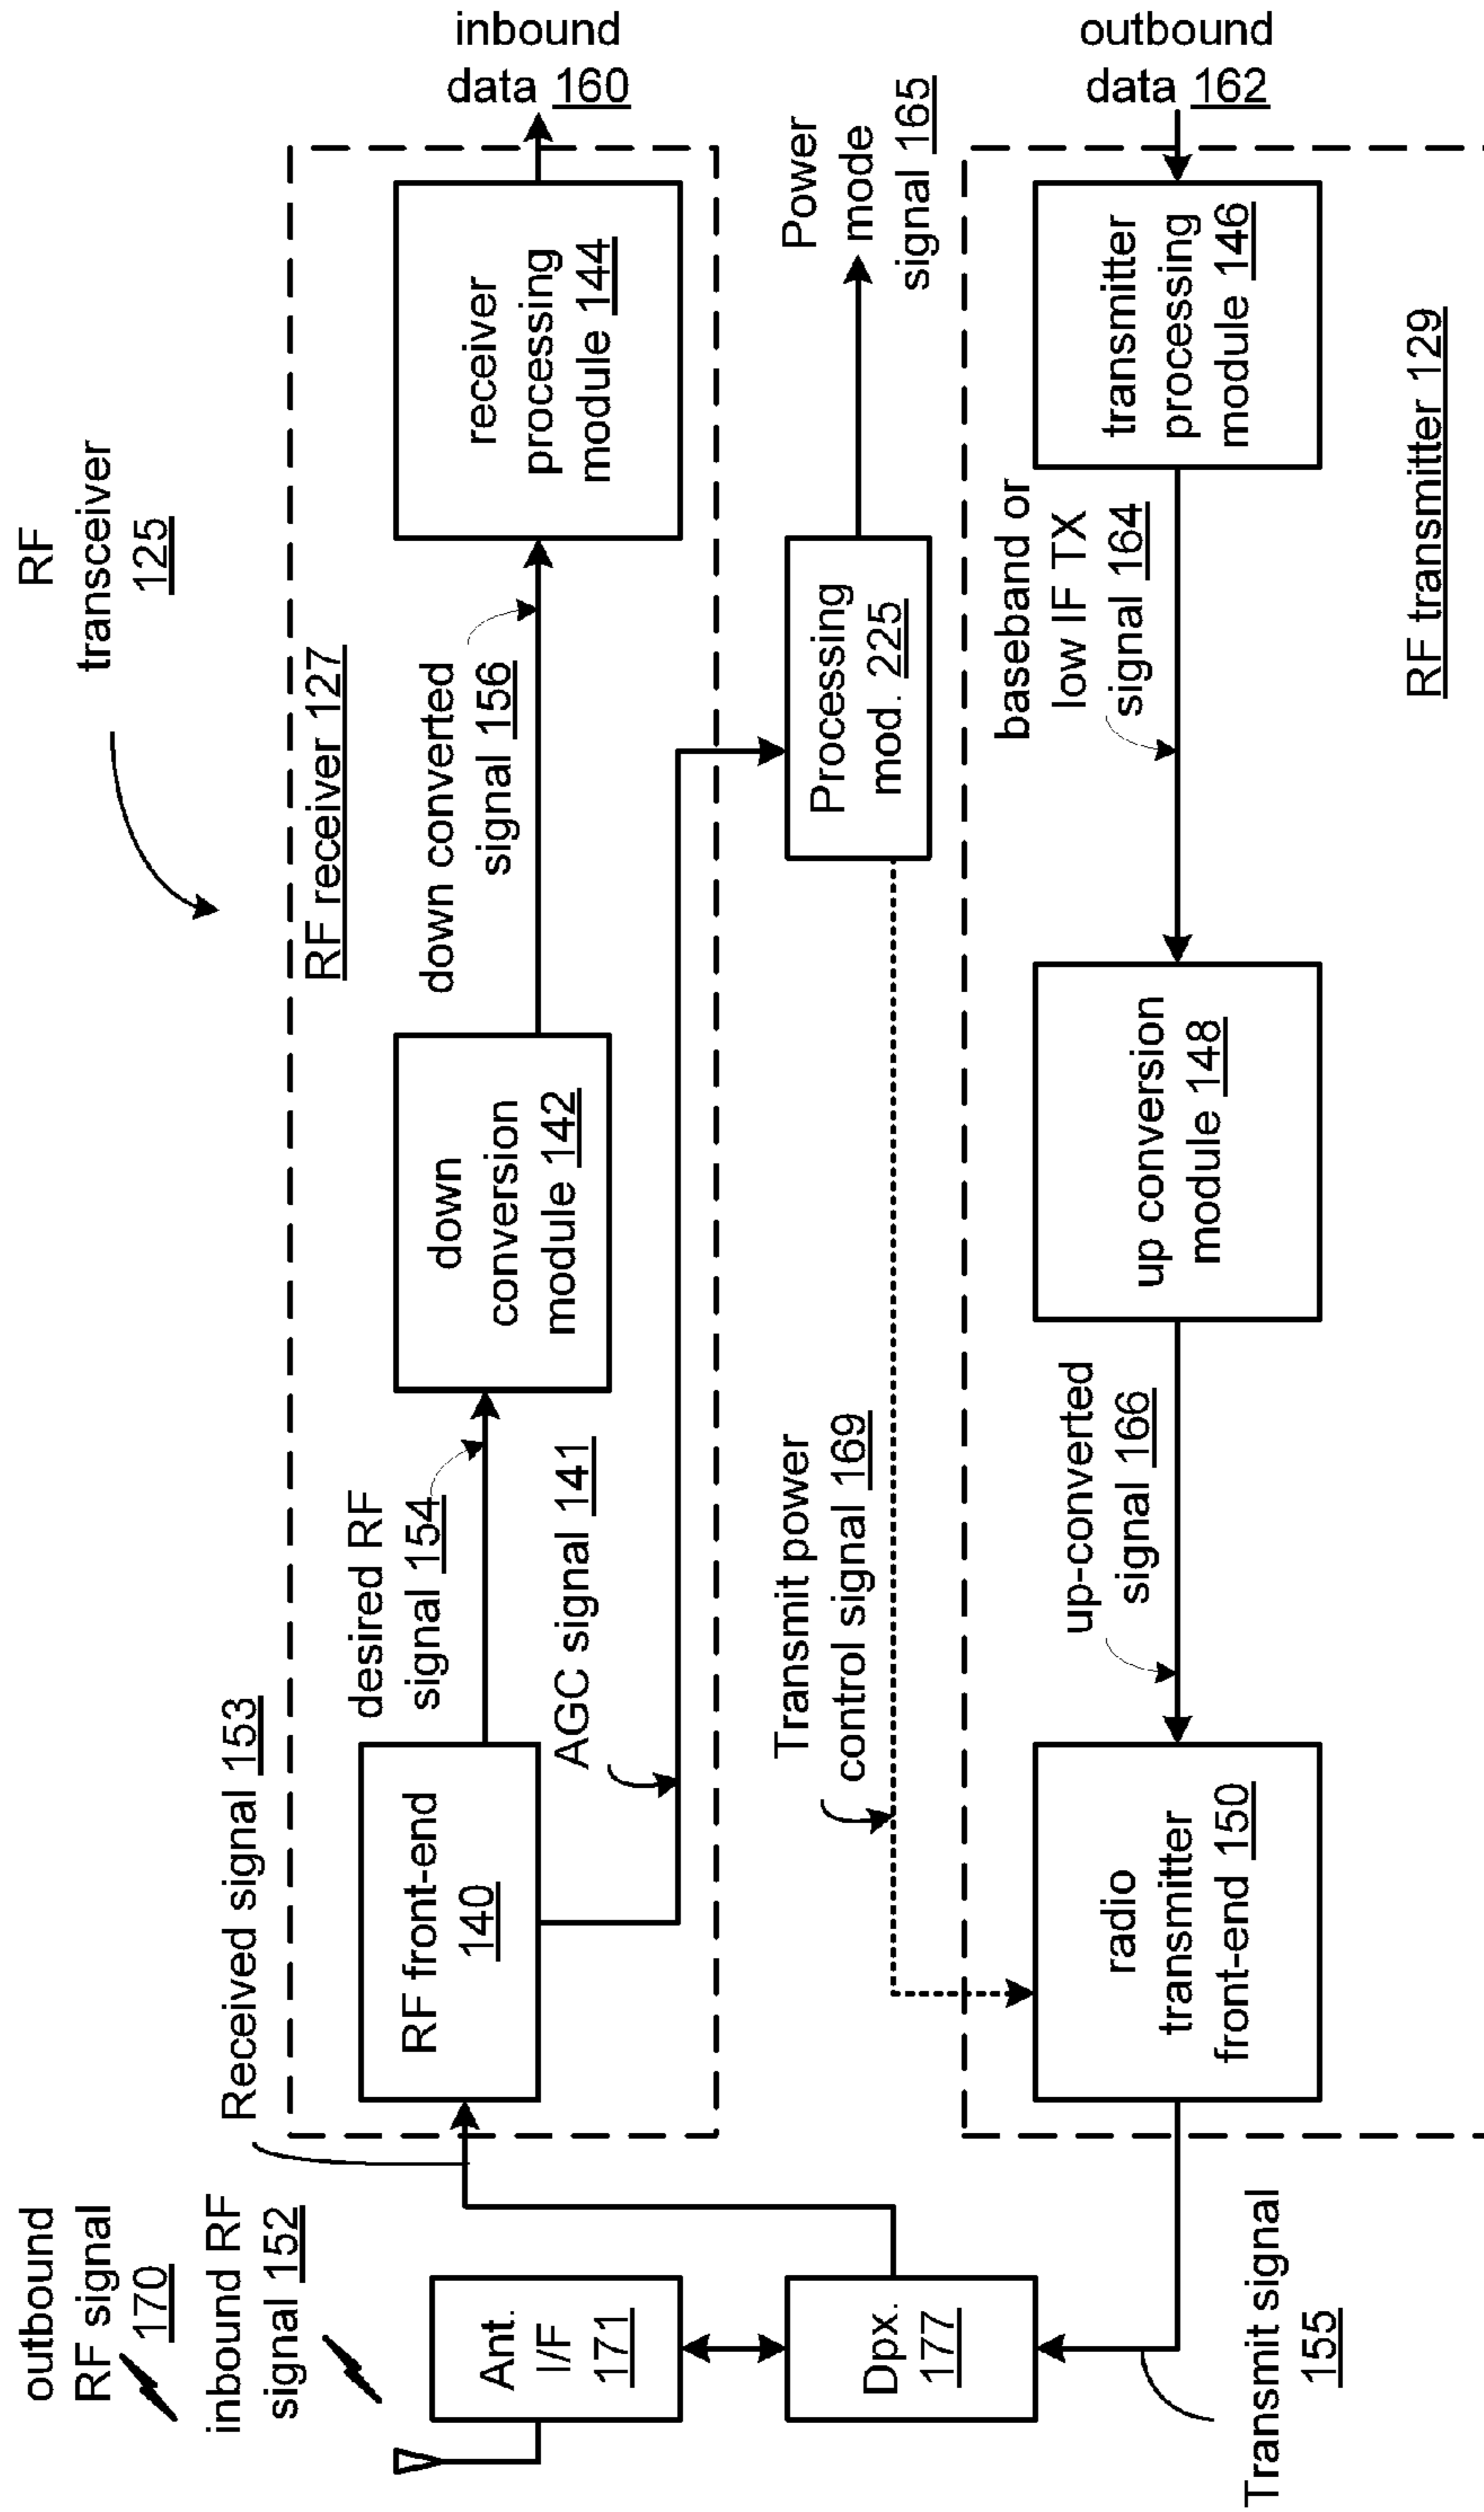 RF
transceiver
125
outbound
RF signal
170
inbound RF
signal 152
Received signal 153
RF receiver 127
Ant.
I/F
171
Dpx.
177
RF front-end
140
desired RF
signal 154
AGC signal 141
down
conversion
module 142
down converted
signal 156
receiver
processing
module 144
inbound
data 160
Transmit power
control signal 169
Processing
mod. 225
Power
mode
signal 165
Transmit signal
155
radio
transmitter
front-end 150
up-converted
signal 166
up conversion
module 148
baseband or
low IF TX
signal 164
transmitter
processing
module 146
outbound
data 162
RF transmitter 129